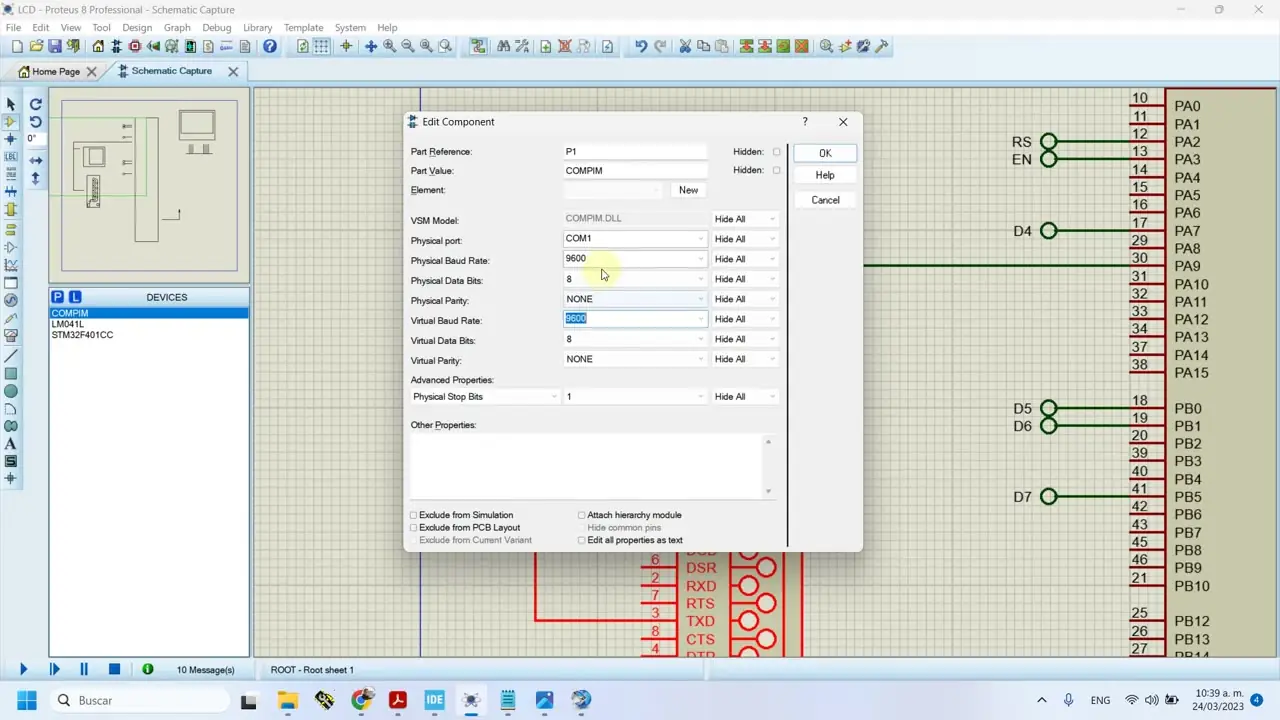 LCD - Proteus 8 Professional - Schematic Capture
File Edit View Tool Design Graph Debug Library Template System Help
Home Page Schematic Capture
0°
LBL
P L DEVICES
COMPIM
LM041L
STM32F401CC
Edit Component ?
Part Reference: P1 Hidden:
Part Value: COMPIM Hidden:
Element: New
VSM Model: COMPIM.DLL Hide All
Physical port: COM1 Hide All
Physical Baud Rate: 9600 Hide All
Physical Data Bits: 8 Hide All
Physical Parity: NONE Hide All
Virtual Baud Rate: 9600 Hide All
Virtual Data Bits: 8 Hide All
Virtual Parity: NONE Hide All
Advanced Properties:
Physical Stop Bits 1 Hide All
Other Properties:
Exclude from Simulation Attach hierarchy module
Exclude from PCB Layout Hide common pins
Exclude from Current Variant Edit all properties as text
OK
Help
Cancel
10 PA0
11 PA1
RS 12 PA2
EN 13 PA3
14 PA4
15 PA5
16 PA6
D4 17 PA7
29 PA8
30 PA9
31 PA10
32 PA11
33 PA12
34 PA13
37 PA14
38 PA15
D5 18 PB0
D6 19 PB1
20 PB2
39 PB3
40 PB4
D7 41 PB5
42 PB6
43 PB7
45 PB8
46 PB9
21 PB10
25 PB12
26 PB13
27 PB14
DCD
6 DSR
2 RXD
7 RTS
3 TXD
8 CTS
4 DTR
10 Message(s) ROOT - Root sheet 1
Buscar
IDE
ENG
10:39 a. m.
24/03/2023
4